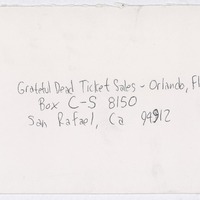 Grateful Dead Ticket Sales - Orlando, Fl
Box C-S 8150
San Rafael, Ca 94912